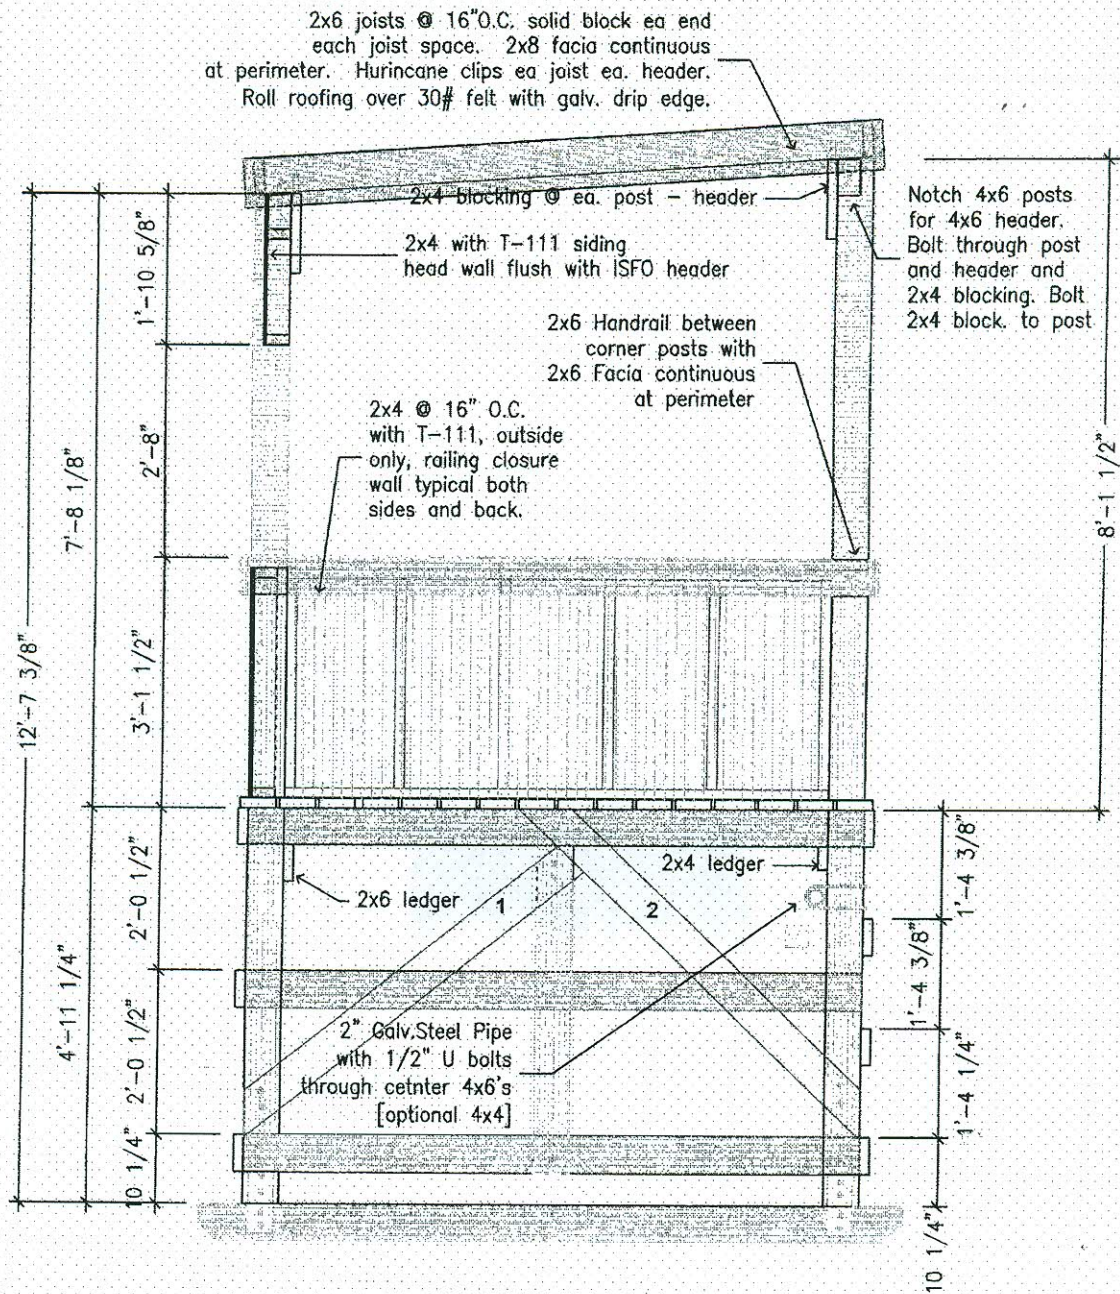 2x6 joists @ 16"O.C. solid block ea end
each joist space. 2x8 facia continuous
at perimeter. Hurincane clips ea joist ea. header.
Roll roofing over 30# felt with galv. drip edge.
2x4 blocking @ ea. post - header
Notch 4x6 posts
for 4x6 header.
Bolt through post
and header and
2x4 blocking. Bolt
2x4 block. to post
2x4 with T-111 siding
head wall flush with ISFO header
2x6 Handrail between
corner posts with
2x6 Facia continuous
at perimeter
2x4 @ 16" O.C.
with T-111, outside
only, railing closure
wall typical both
sides and back.
1'-10 5/8"
2'-8"
7'-8 1/8"
8'-1 1/2"
3'-1 1/2"
12'-7 3/8"
2x4 ledger
2x6 ledger
1
2
2'-0 1/2"
1'-4 3/8"
1'-4 3/8"
4'-11 1/4"
2" Galv.Steel Pipe
with 1/2" U bolts
through cetnter 4x6's
[optional 4x4]
2'-0 1/2"
1'-4 1/4"
10 1/4"
10 1/4"